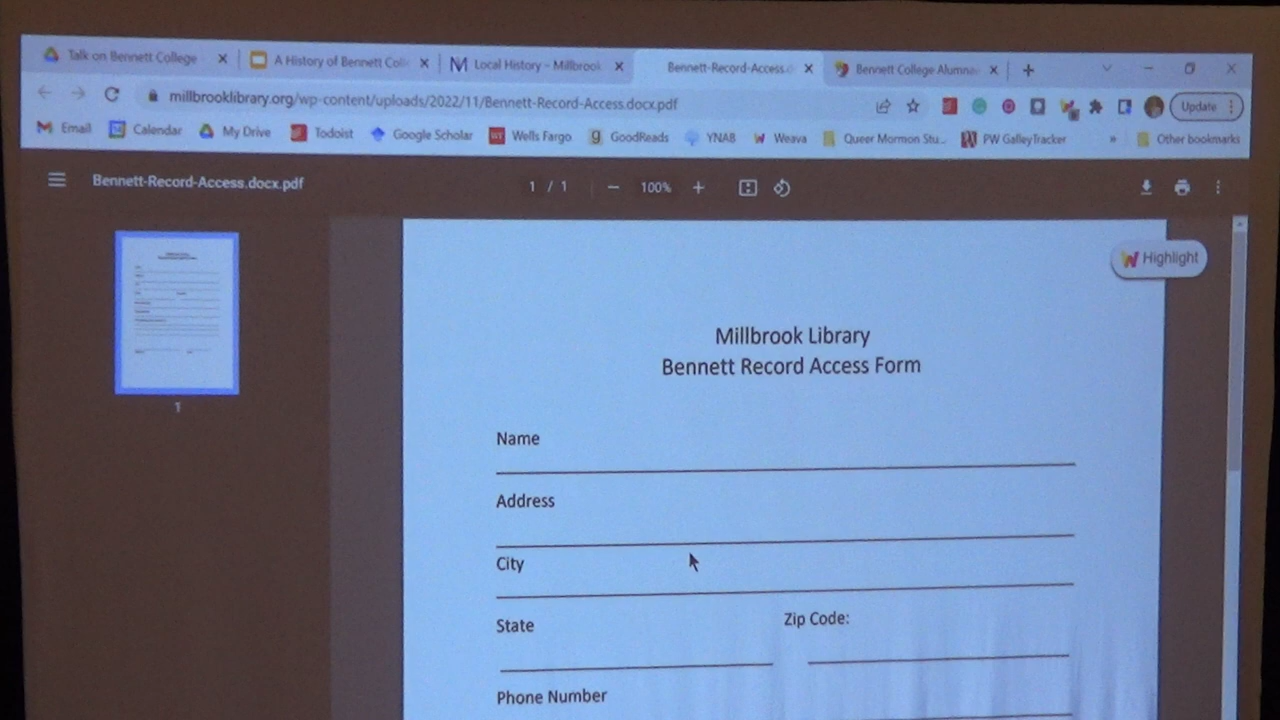 Talk on Bennett College
A History of Bennett Coll
Local History - Millbrook
Bennett-Record-Access.d
Bennett College Alumna
millbrooklibrary.org/wp-content/uploads/2022/11/Bennett-Record-Access.docx.pdf
Update
Email
Calendar
My Drive
Todoist
Google Scholar
Wells Fargo
GoodReads
YNAB
Weava
Queer Mormon Stu...
PW GalleyTracker
»
Other bookmarks
Bennett-Record-Access.docx.pdf
1 / 1
100%
Highlight
1
Millbrook Library
Bennett Record Access Form
Name
Address
City
State
Zip Code:
Phone Number